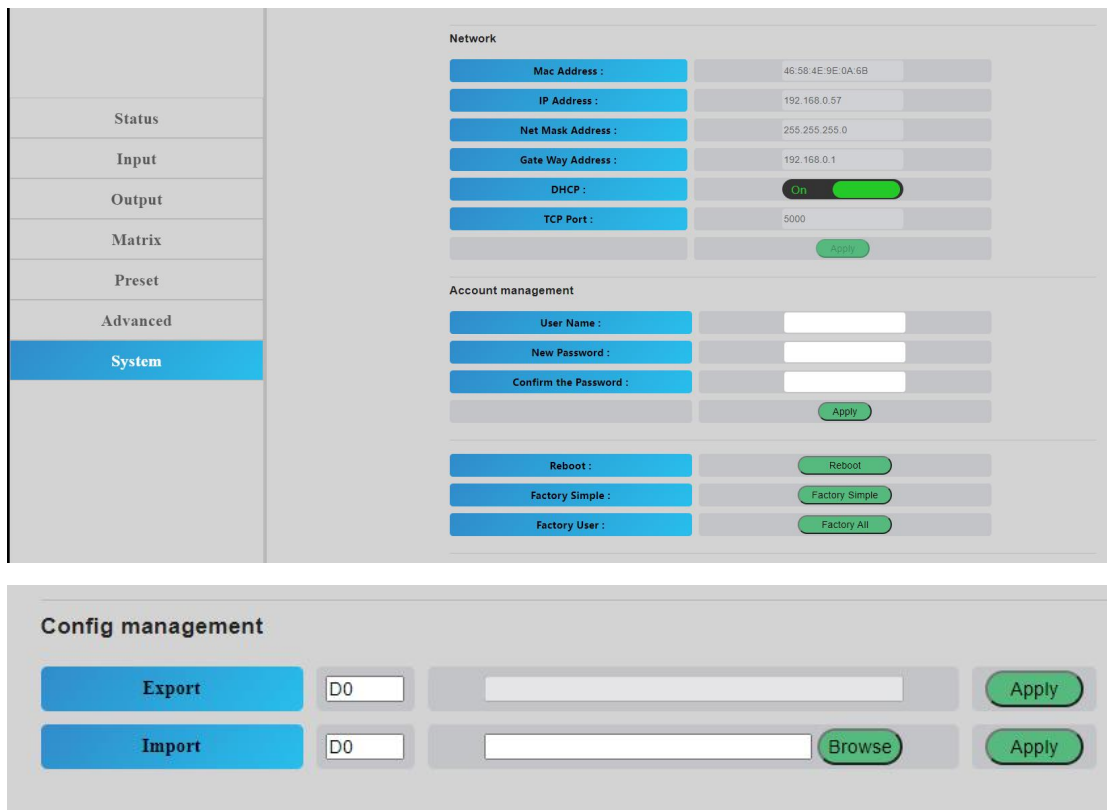 Status
Input
Output
Matrix
Preset
Advanced
System
Network
Mac Address : 46:58:4E:9E:0A:6B
IP Address : 192.168.0.57
Net Mask Address : 255.255.255.0
Gate Way Address : 192.168.0.1
DHCP : On
TCP Port : 5000
Apply
Account management
User Name :
New Password :
Confirm the Password :
Apply
Reboot : Reboot
Factory Simple : Factory Simple
Factory User : Factory All
Config management
Export D0 Apply
Import D0 Browse Apply